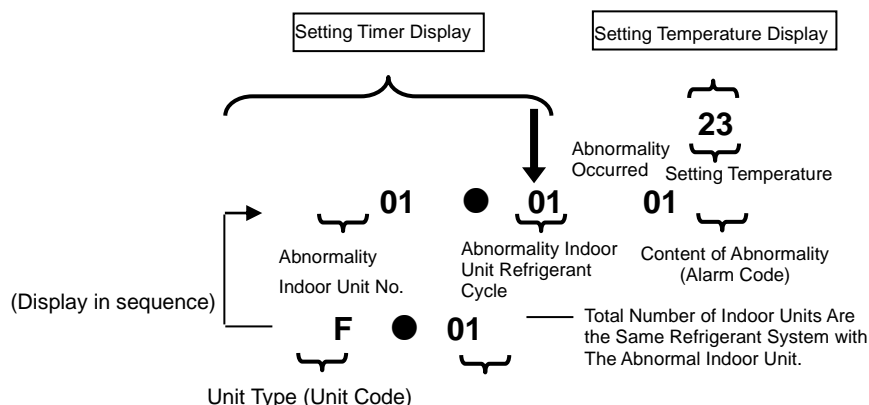 Setting Timer Display
Setting Temperature Display
23
Setting Temperature
Abnormality
Occurred
01 ● 01 01
Abnormality
Indoor Unit No.
Abnormality Indoor
Unit Refrigerant
Cycle
Content of Abnormality
(Alarm Code)
(Display in sequence)
F ● 01
Total Number of Indoor Units Are
the Same Refrigerant System with
The Abnormal Indoor Unit.
Unit Type (Unit Code)